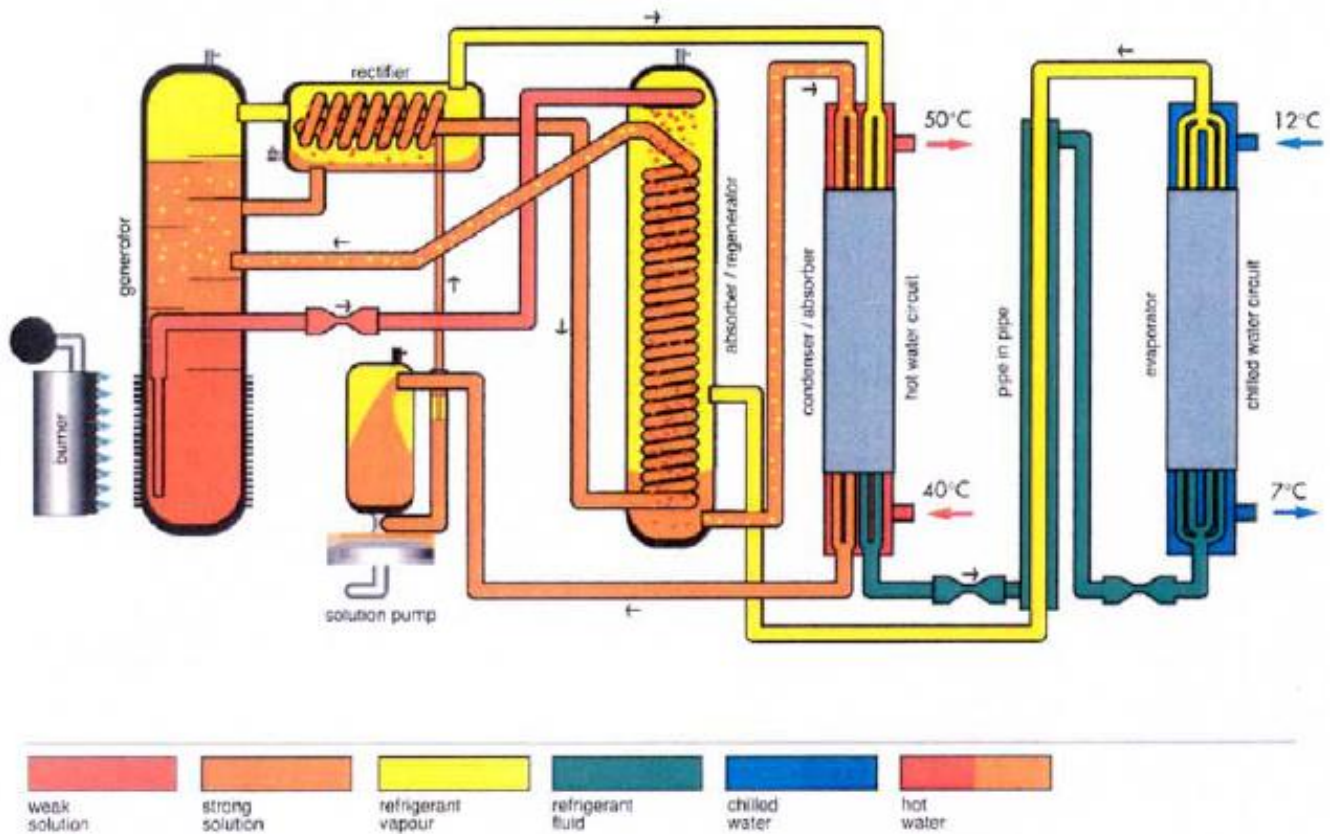 rectifier
generator
absorber / regenerator
condenser / absorber
hot water circuit
pipe in pipe
evaporator
chilled water circuit
burner
solution pump
50°C
12°C
40°C
7°C
weak
solution
strong
solution
refrigerant
vapour
refrigerant
fluid
chilled
water
hot
water